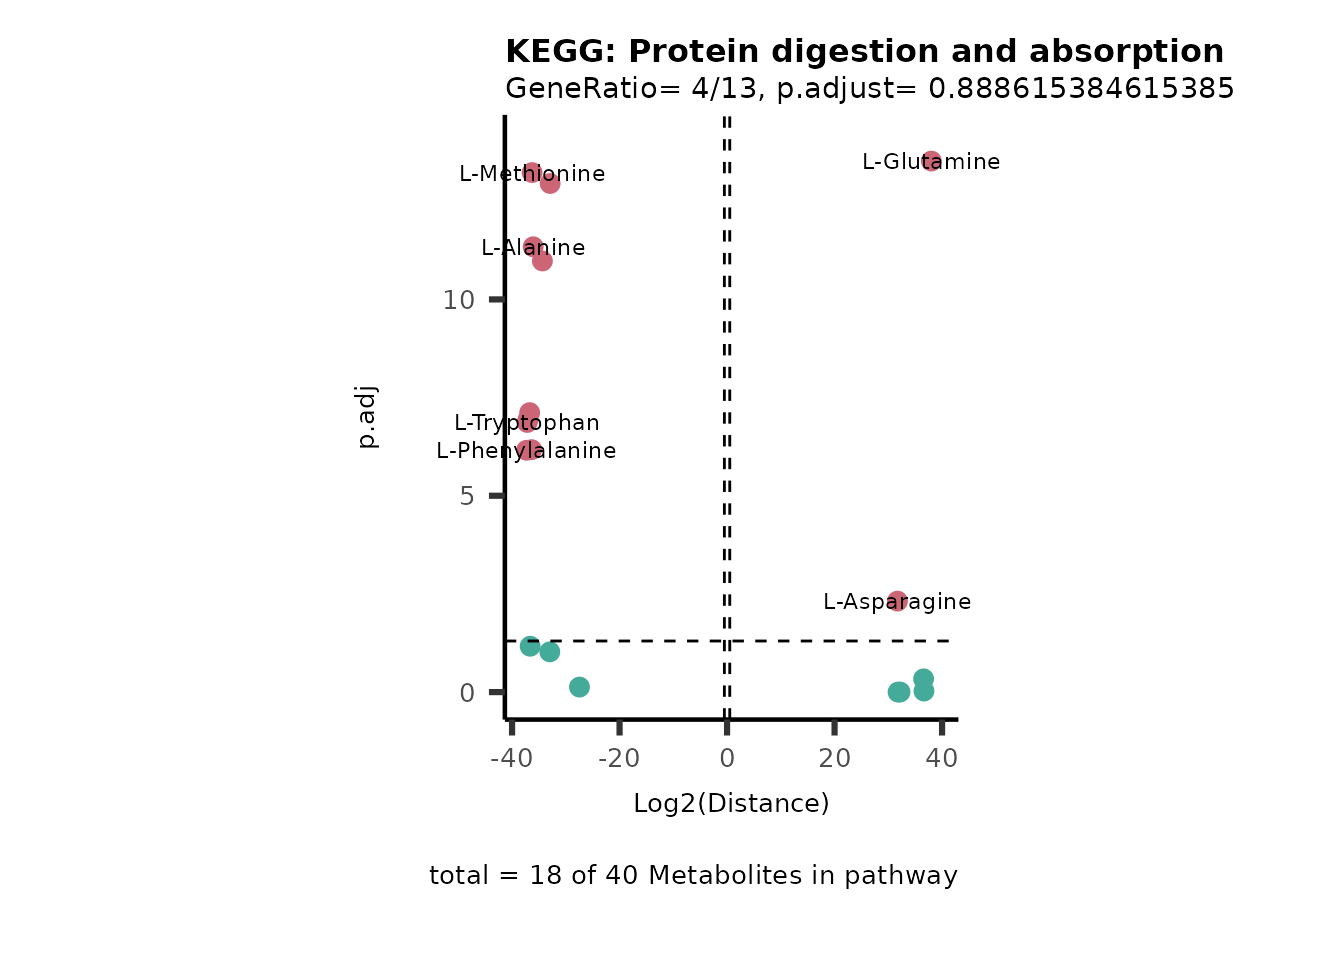 KEGG: Protein digestion and absorption
GeneRatio= 4/13, p.adjust= 0.888615384615385
L-Glutamine
L-Methionine
L-Alanine
10
p.adj
L-Tryptophan
L-Phenylalanine
5
L-Asparagine
0
-40 -20 0 20 40
Log2(Distance)
total = 18 of 40 Metabolites in pathway